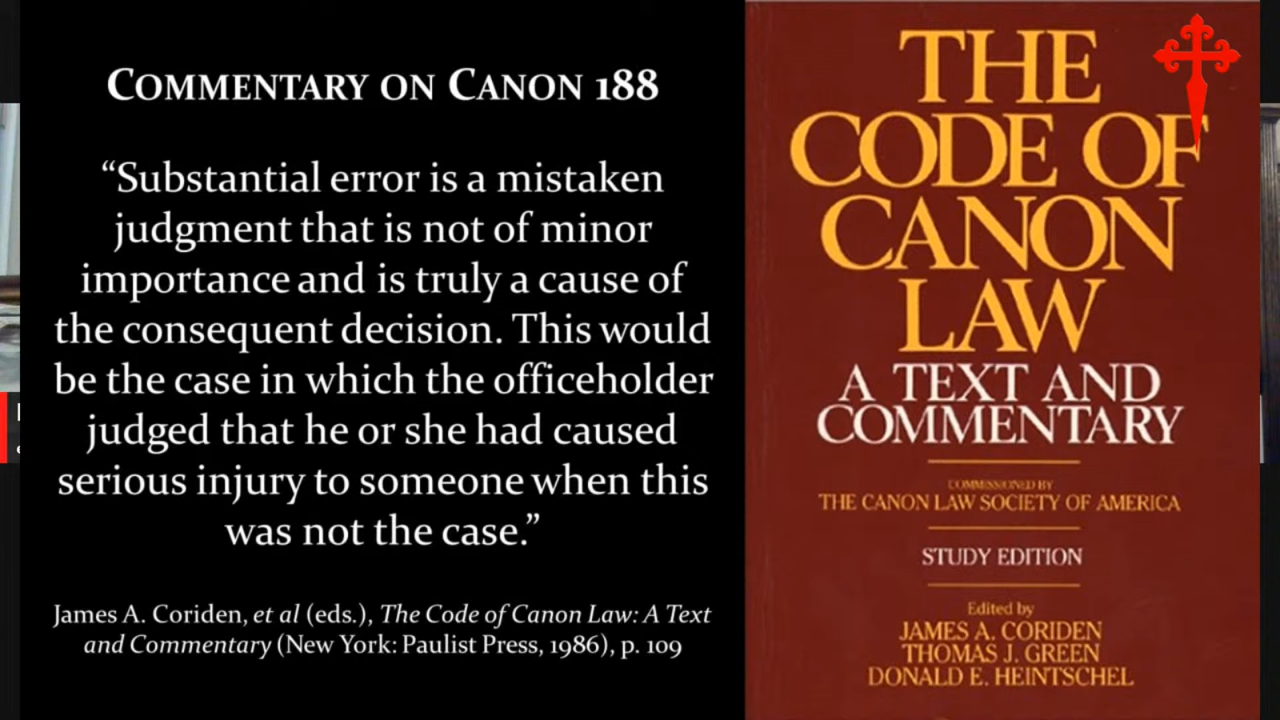 COMMENTARY ON CANON 188
“Substantial error is a mistaken
judgment that is not of minor
importance and is truly a cause of
the consequent decision. This would
be the case in which the officeholder
judged that he or she had caused
serious injury to someone when this
was not the case.”
James A. Coriden, et al (eds.), The Code of Canon Law: A Text
and Commentary (New York: Paulist Press, 1986), p. 109
THE
CODE OF
CANON
LAW
A TEXT AND
COMMENTARY
COMMISSIONED BY
THE CANON LAW SOCIETY OF AMERICA
STUDY EDITION
Edited by
JAMES A. CORIDEN
THOMAS J. GREEN
DONALD E. HEINTSCHEL